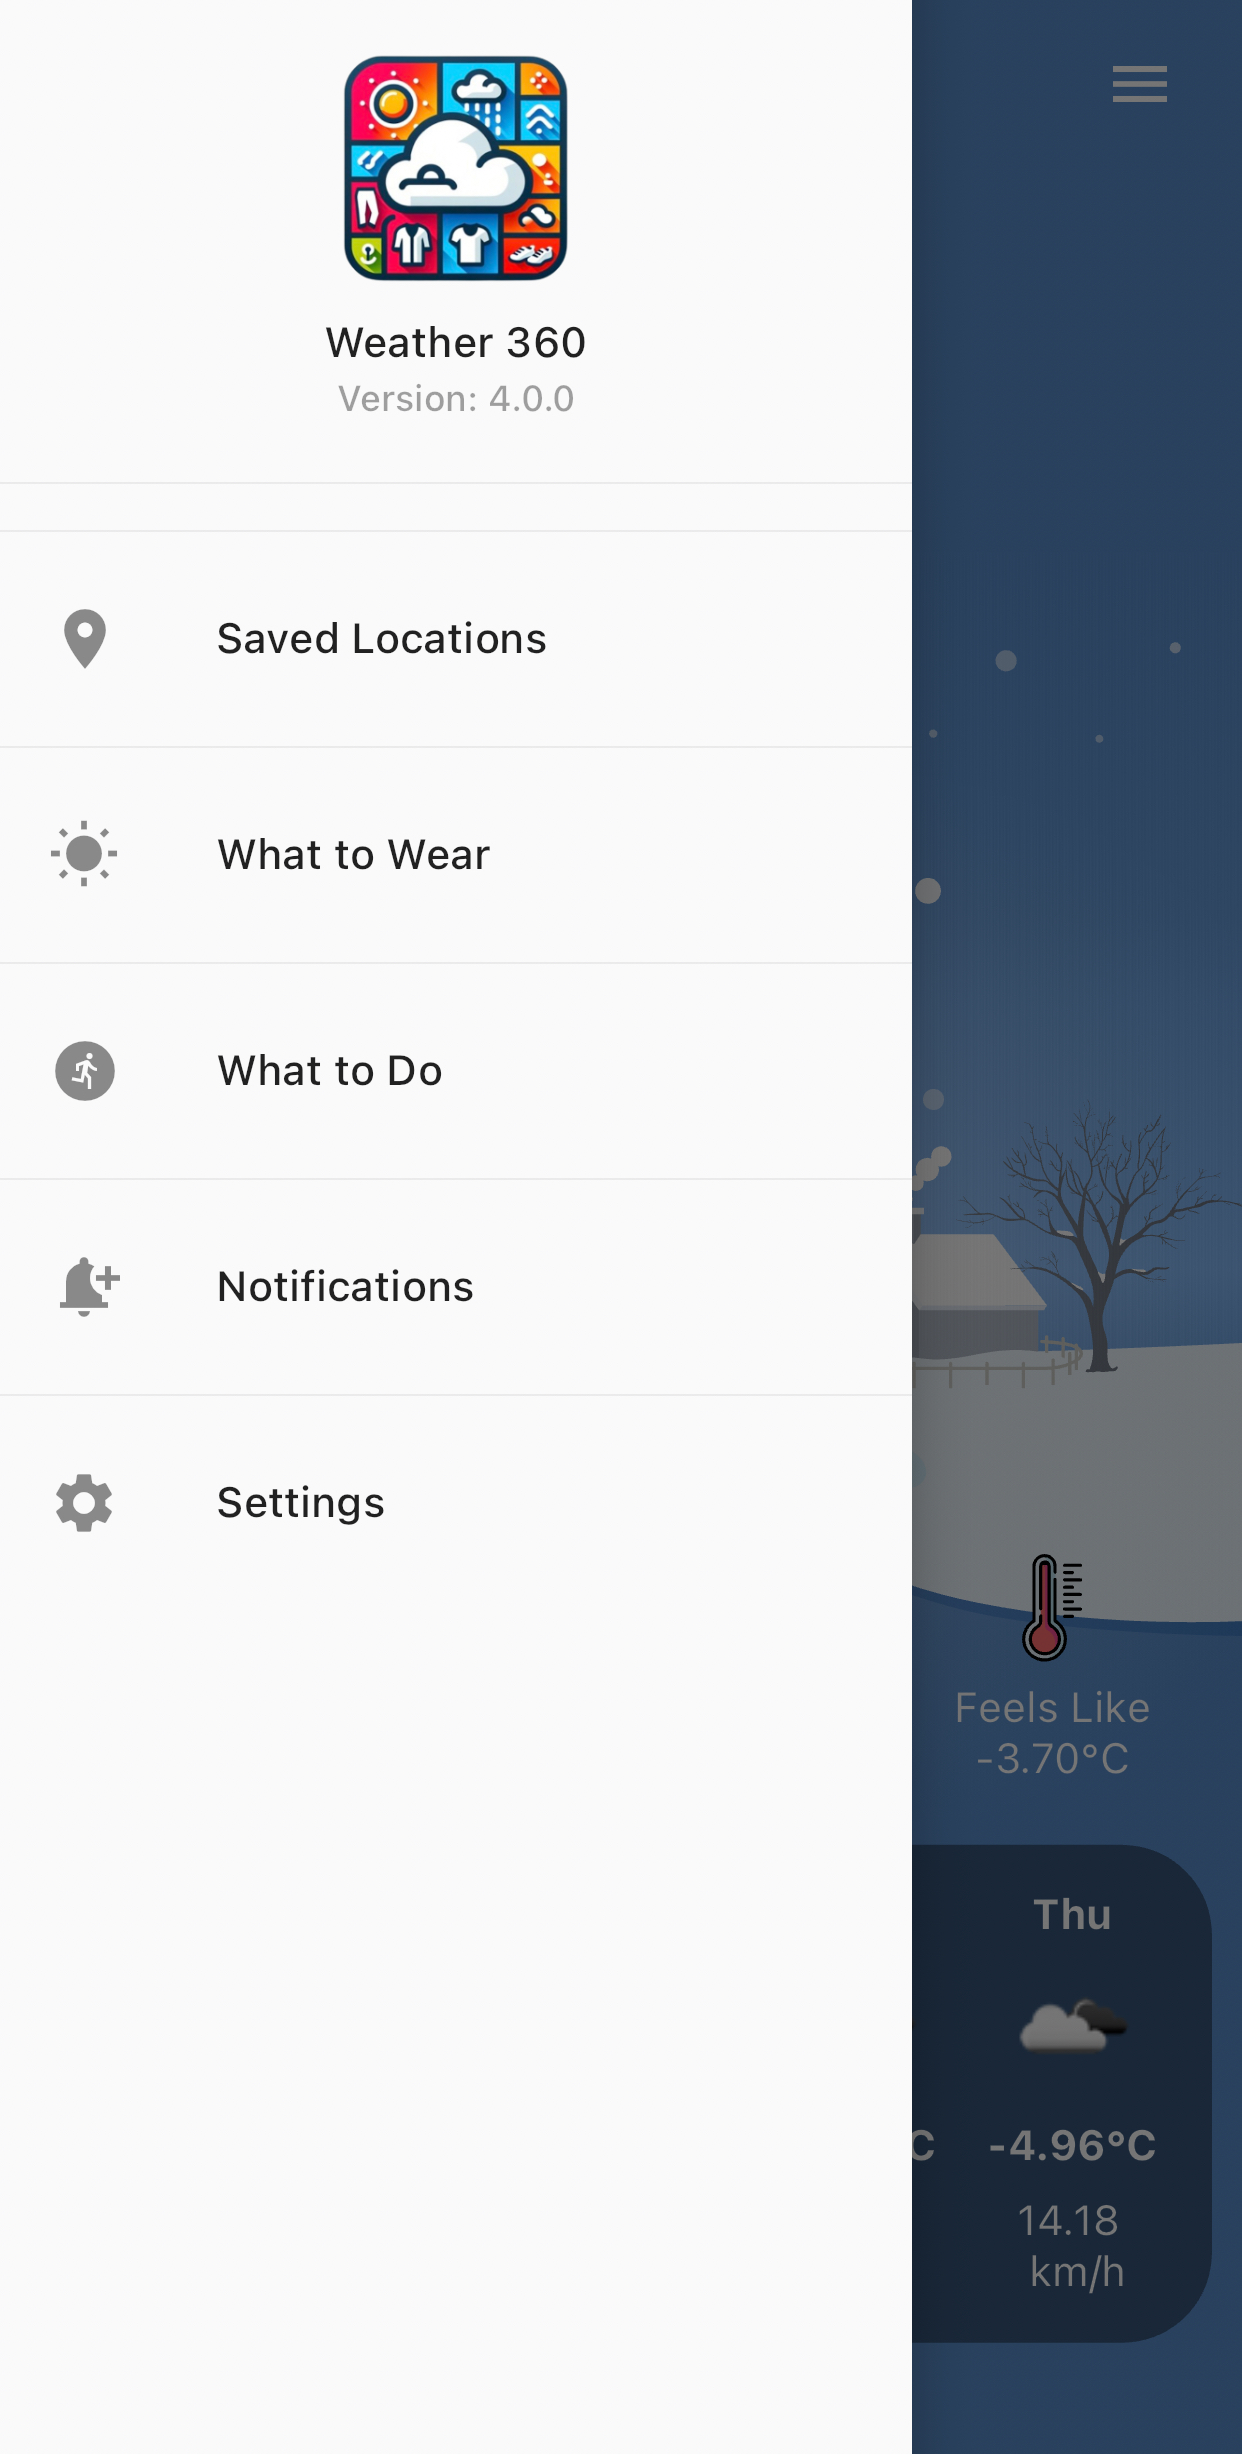 Weather 360
Version: 4.0.0
Saved Locations
What to Wear
What to Do
Notifications
Settings
Feels Like
-3.70°C
Thu
C -4.96°C
14.18
km/h